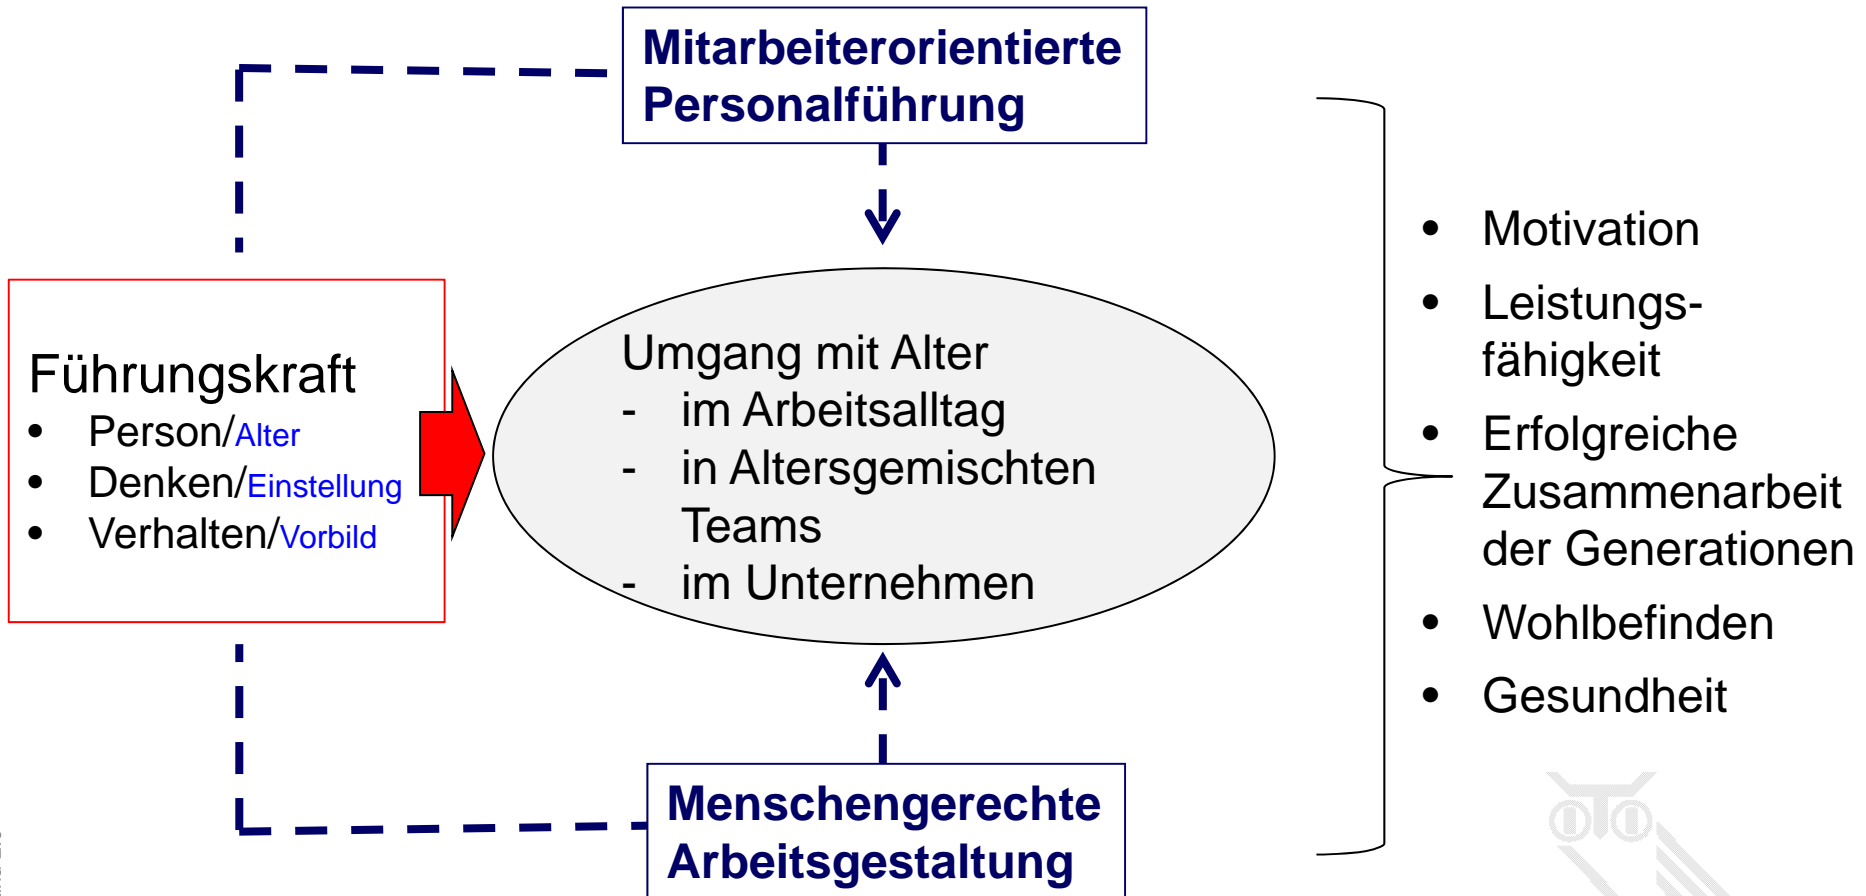 Mitarbeiterorientierte
Personalführung
Führungskraft
• Person/Alter
• Denken/Einstellung
• Verhalten/Vorbild
Umgang mit Alter
- im Arbeitsalltag
- in Altersgemischten
Teams
- im Unternehmen
Menschengerechte
Arbeitsgestaltung
• Motivation
• Leistungs-
fähigkeit
• Erfolgreiche
Zusammenarbeit
der Generationen
• Wohlbefinden
• Gesundheit